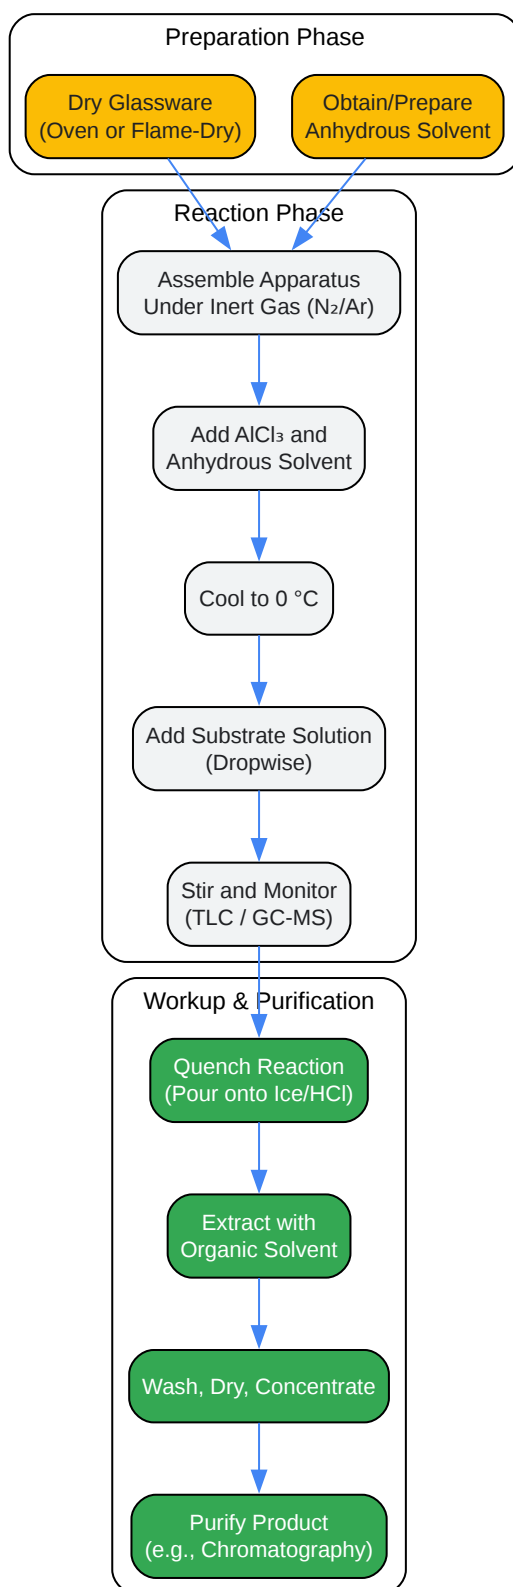 Preparation Phase
Dry Glassware
(Oven or Flame-Dry)
Obtain/Prepare
Anhydrous Solvent
Reaction Phase
Assemble Apparatus
Under Inert Gas (N₂/Ar)
Add AlCl₃ and
Anhydrous Solvent
Cool to 0 °C
Add Substrate Solution
(Dropwise)
Stir and Monitor
(TLC / GC-MS)
Workup & Purification
Quench Reaction
(Pour onto Ice/HCl)
Extract with
Organic Solvent
Wash, Dry, Concentrate
Purify Product
(e.g., Chromatography)